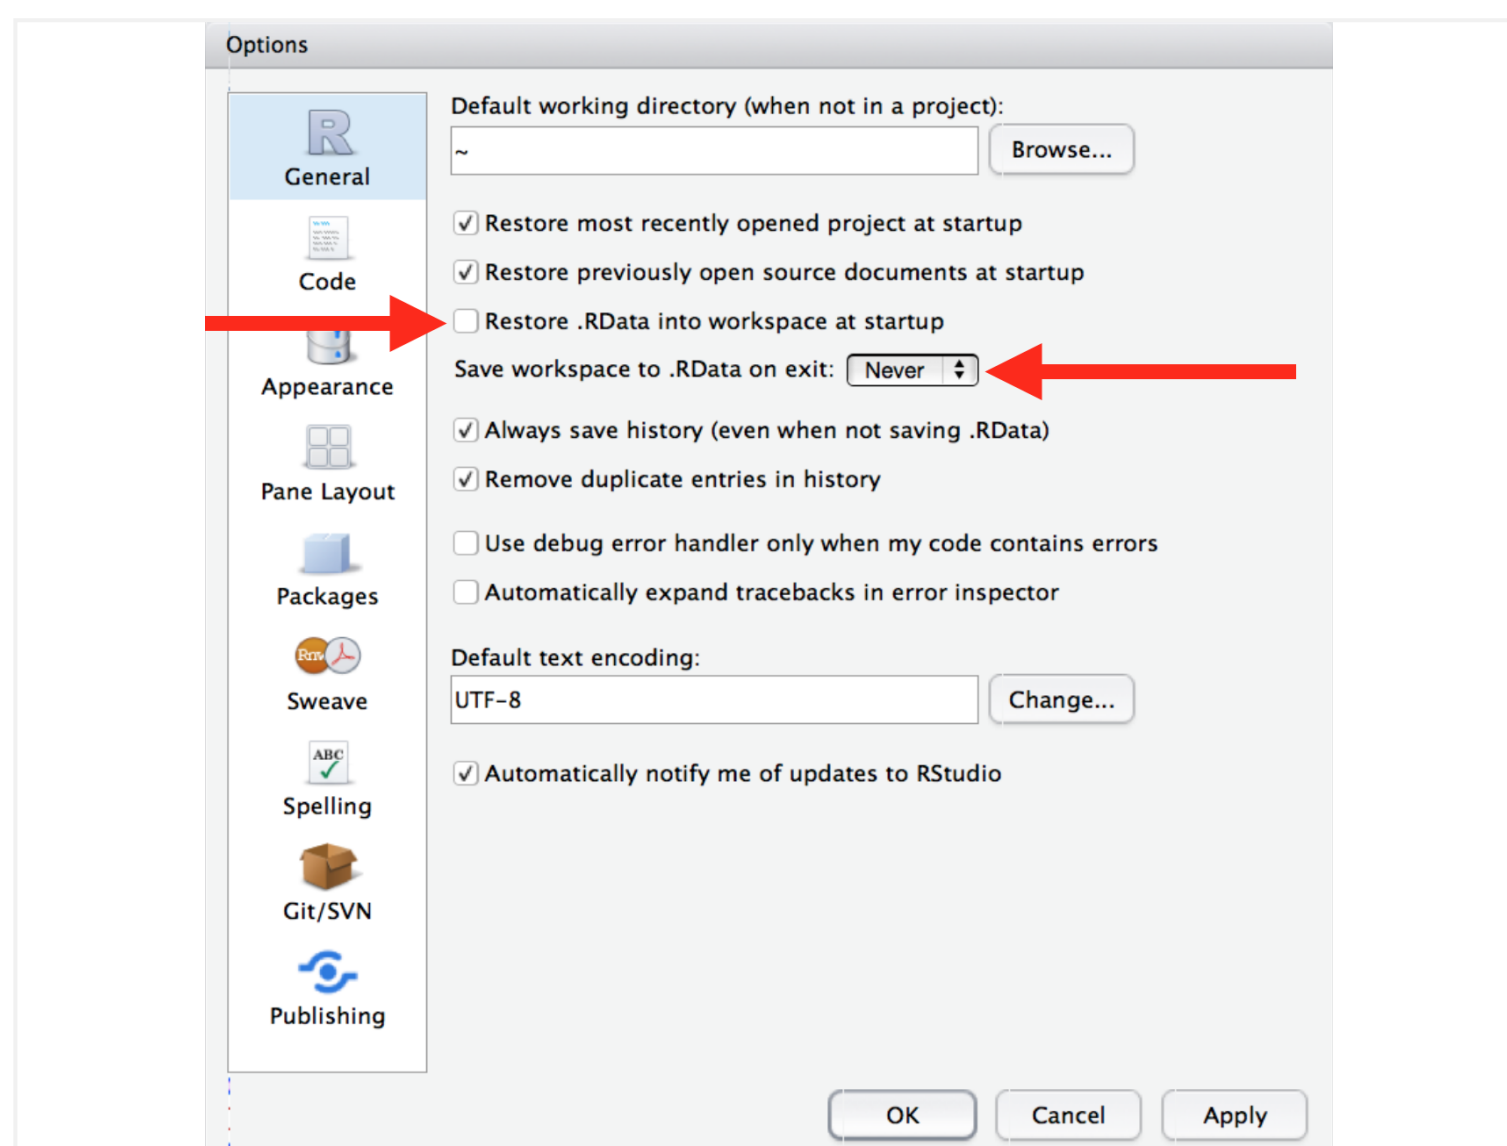 Options
General
Code
Appearance
Pane Layout
Packages
Rnw
Sweave
ABC
Spelling
Git/SVN
Publishing
Default working directory (when not in a project):
~
Browse...
Restore most recently opened project at startup
Restore previously open source documents at startup
Restore .RData into workspace at startup
Save workspace to .RData on exit: Never
Always save history (even when not saving .RData)
Remove duplicate entries in history
Use debug error handler only when my code contains errors
Automatically expand tracebacks in error inspector
Default text encoding:
UTF-8
Change...
Automatically notify me of updates to RStudio
OK Cancel Apply